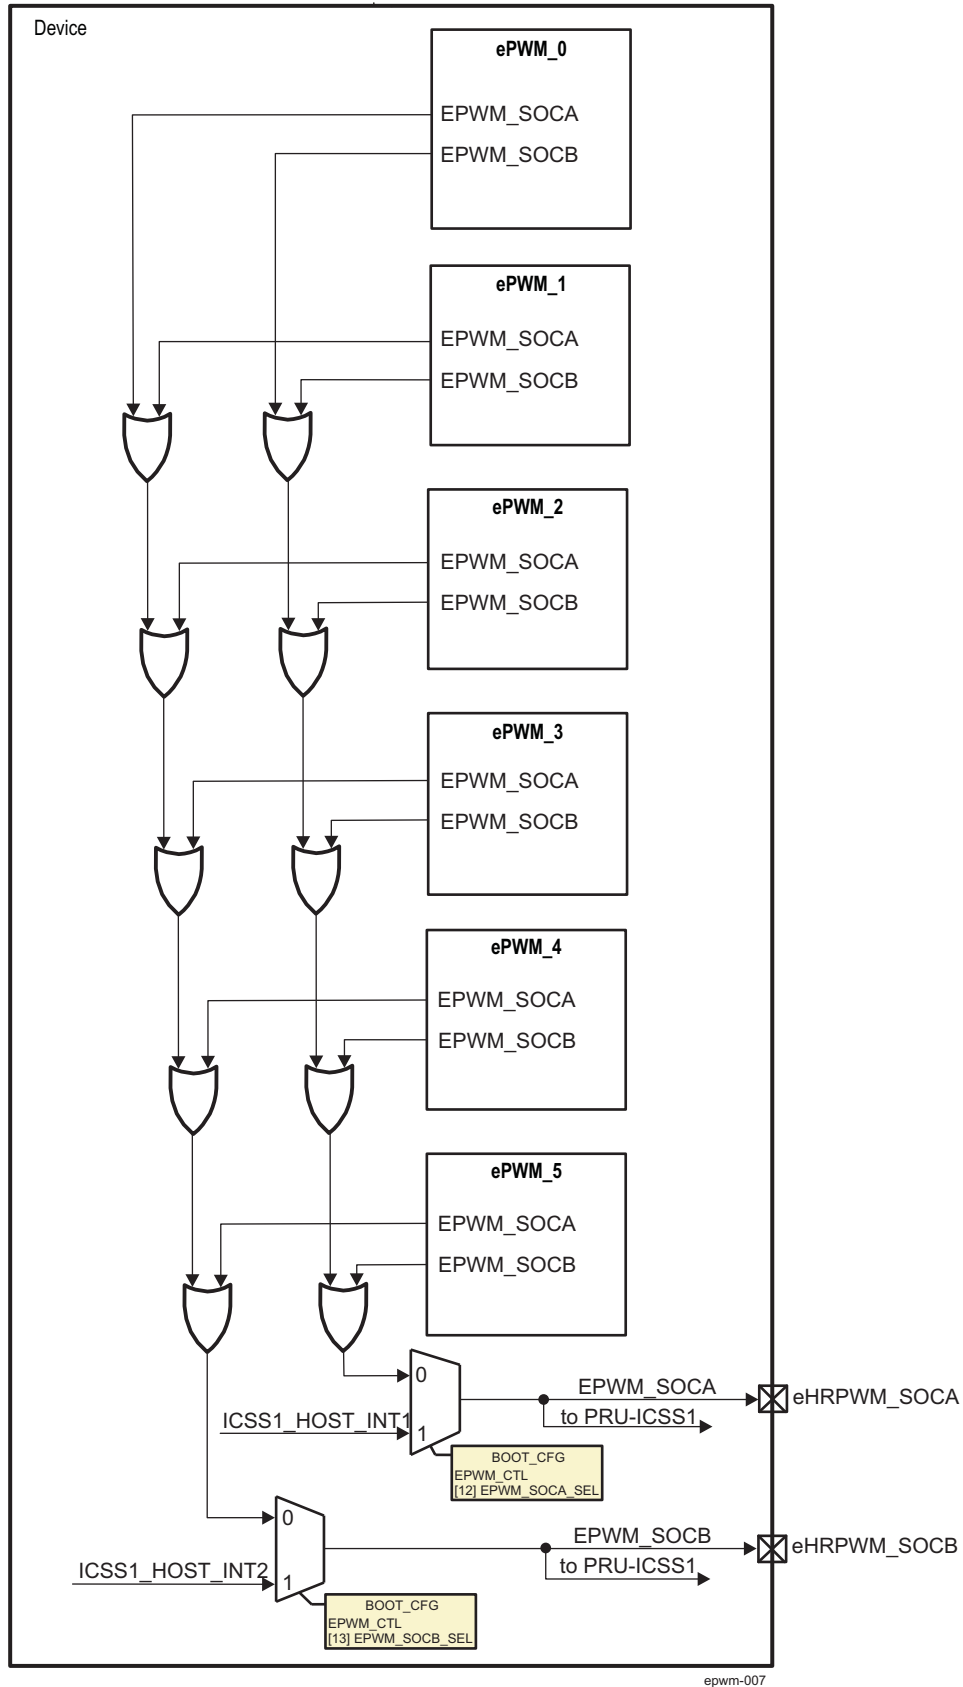 Device
ePWM_0
EPWM_SOCA
EPWM_SOCB
ePWM_1
EPWM_SOCA
EPWM_SOCB
ePWM_2
EPWM_SOCA
EPWM_SOCB
ePWM_3
EPWM_SOCA
EPWM_SOCB
ePWM_4
EPWM_SOCA
EPWM_SOCB
ePWM_5
EPWM_SOCA
EPWM_SOCB
0
EPWM_SOCA
eHRPWM_SOCA
ICSS1_HOST_INT1
1
to PRU-ICSS1
BOOT_CFG
EPWM_CTL
[12] EPWM_SOCA_SEL
0
EPWM_SOCB
eHRPWM_SOCB
ICSS1_HOST_INT2
1
to PRU-ICSS1
BOOT_CFG
EPWM_CTL
[13] EPWM_SOCB_SEL
epwm-007